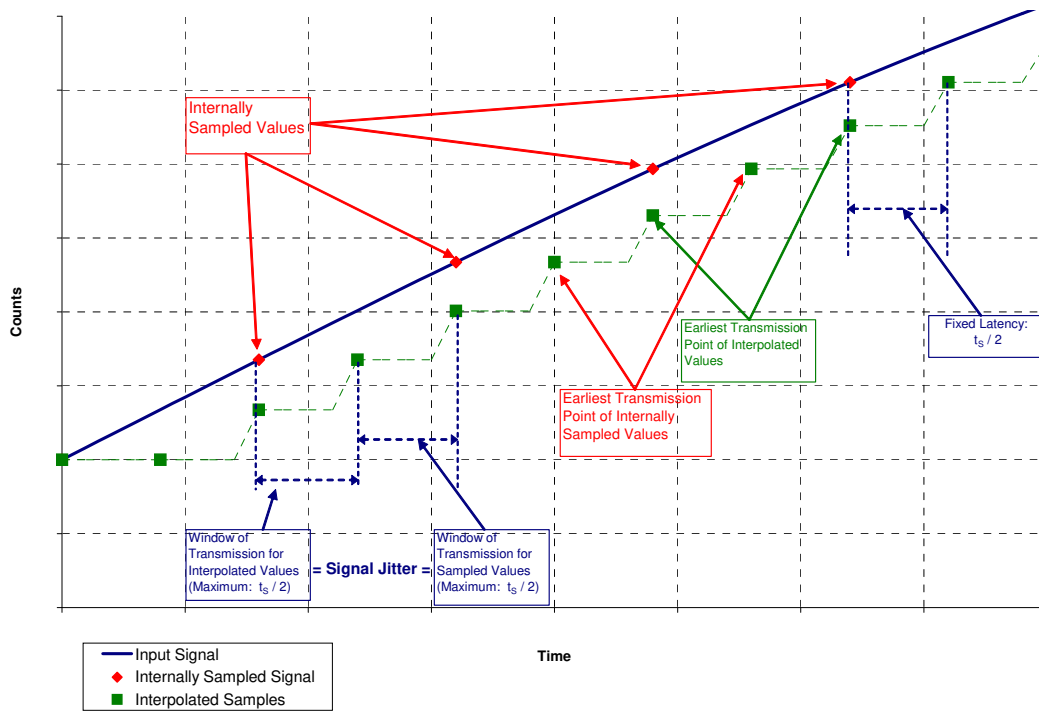 Internally
Sampled Values
Counts
Fixed Latency:
tS / 2
Earliest Transmission
Point of Interpolated
Values
Earliest Transmission
Point of Internally
Sampled Values
Window of
Transmission for
Interpolated Values
(Maximum: tS / 2)
= Signal Jitter =
Window of
Transmission for
Sampled Values
(Maximum: tS / 2)
Time
Input Signal
Internally Sampled Signal
Interpolated Samples